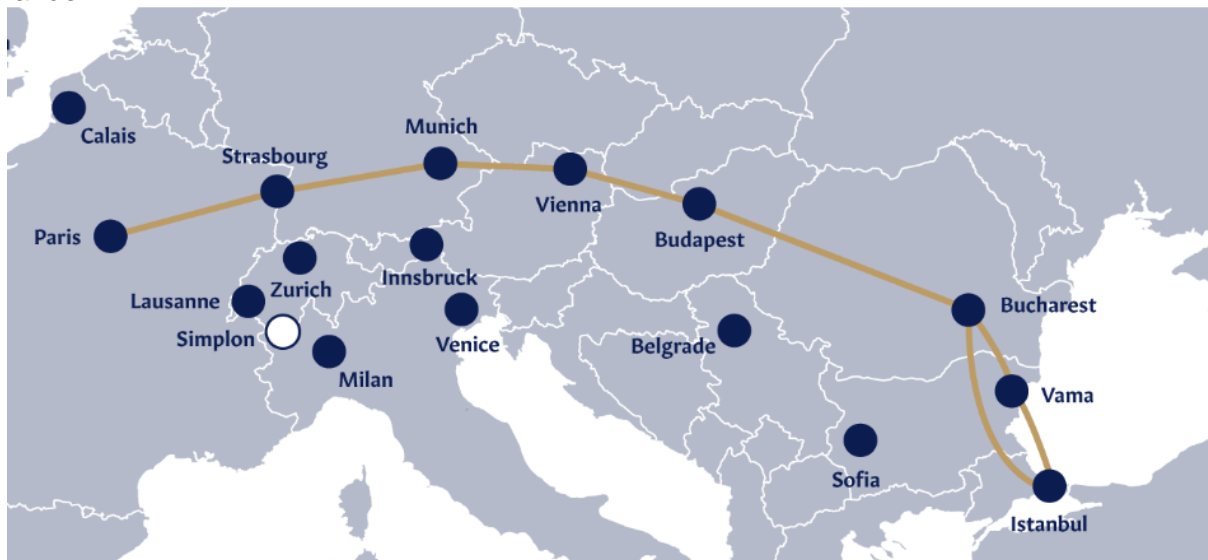 Calais
Munich
Strasbourg
Vienna
Paris
Budapest
Innsbruck
Zurich
Lausanne
Bucharest
Simplon
Venice
Belgrade
Milan
Vama
Sofia
Istanbul